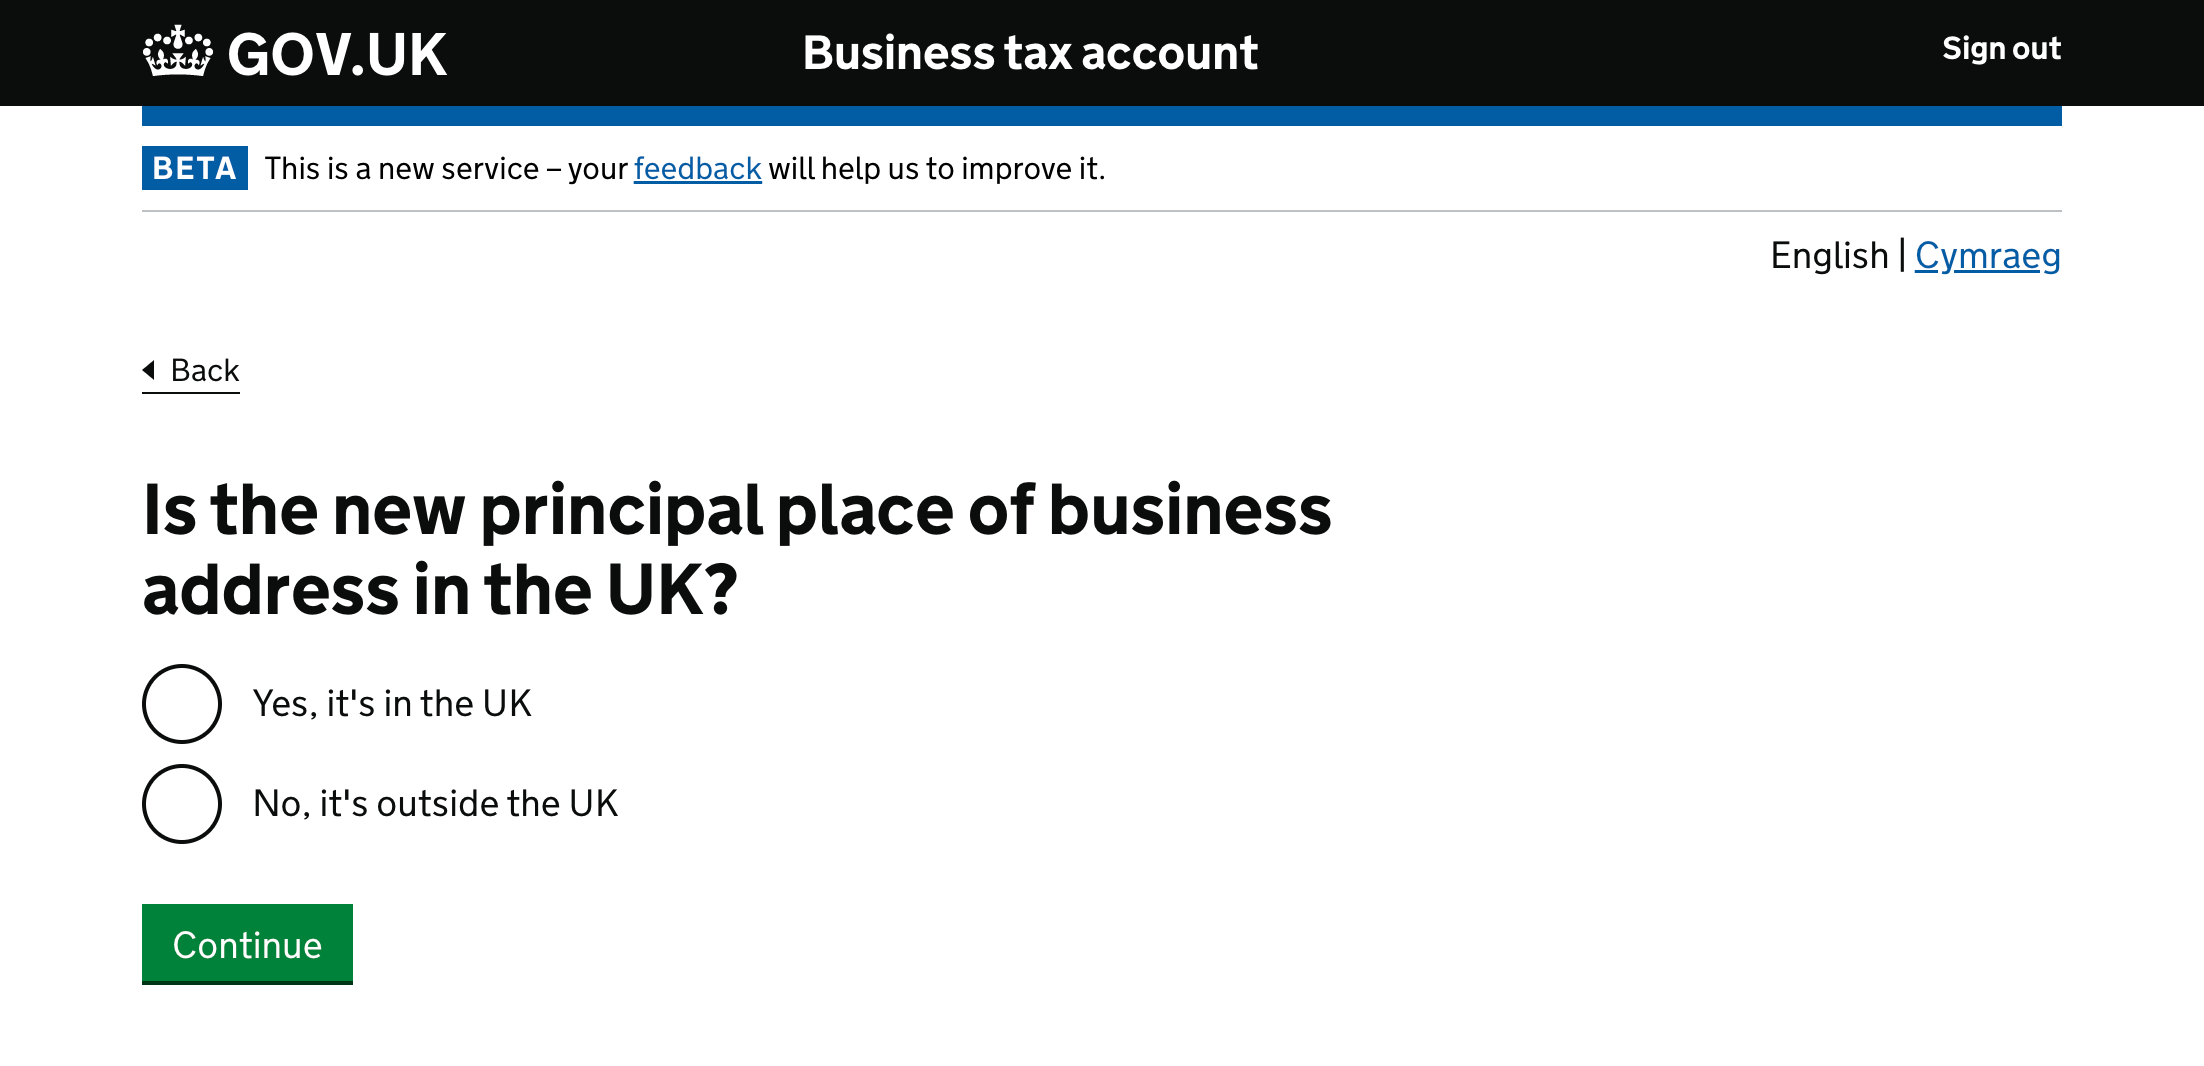 GOV.UK Business tax account Sign out
BETA This is a new service – your feedback will help us to improve it.
English | Cymraeg
Back
Is the new principal place of business
address in the UK?
Yes, it's in the UK
No, it's outside the UK
Continue